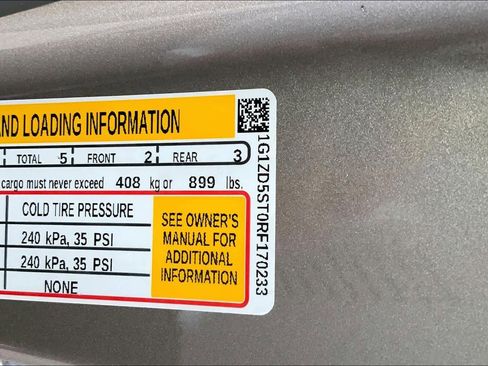 AND LOADING INFORMATION
TOTAL 5 FRONT 2 REAR 3
cargo must never exceed 408 kg or 899 lbs.
COLD TIRE PRESSURE
240 kPa, 35 PSI
240 kPa, 35 PSI
NONE
SEE OWNER'S
MANUAL FOR
ADDITIONAL
INFORMATION
1G1ZD5ST0RF170233